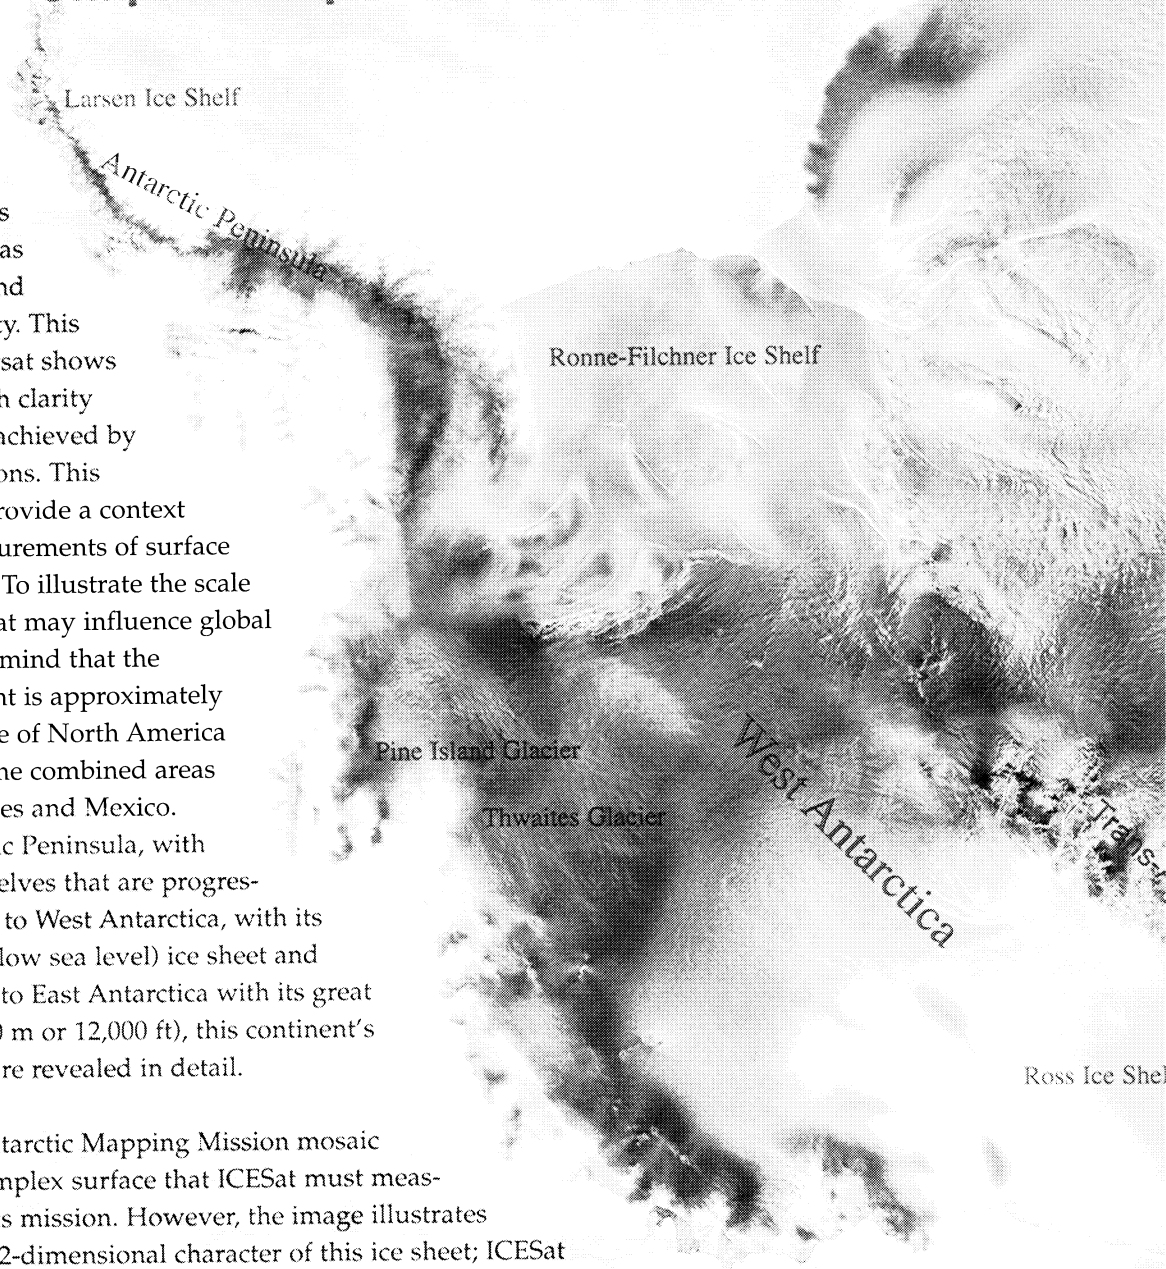 Larsen Ice Shelf
Antarctic Peninsula
s
as
nd
ty. This
sat shows
h clarity
achieved by
ons. This
rovide a context
urements of surface
To illustrate the scale
at may influence global
mind that the
nt is approximately
e of North America
he combined areas
es and Mexico.
ic Peninsula, with
elves that are progres-
to West Antarctica, with its
low sea level) ice sheet and
to East Antarctica with its great
0 m or 12,000 ft), this continent's
re revealed in detail.
tarctic Mapping Mission mosaic
mplex surface that ICESat must meas-
s mission. However, the image illustrates
2-dimensional character of this ice sheet; ICESat
Ronne-Filchner Ice Shelf
Pine Island Glacier
Thwaites Glacier
West Antarctica
Trans-
Ross Ice Shel